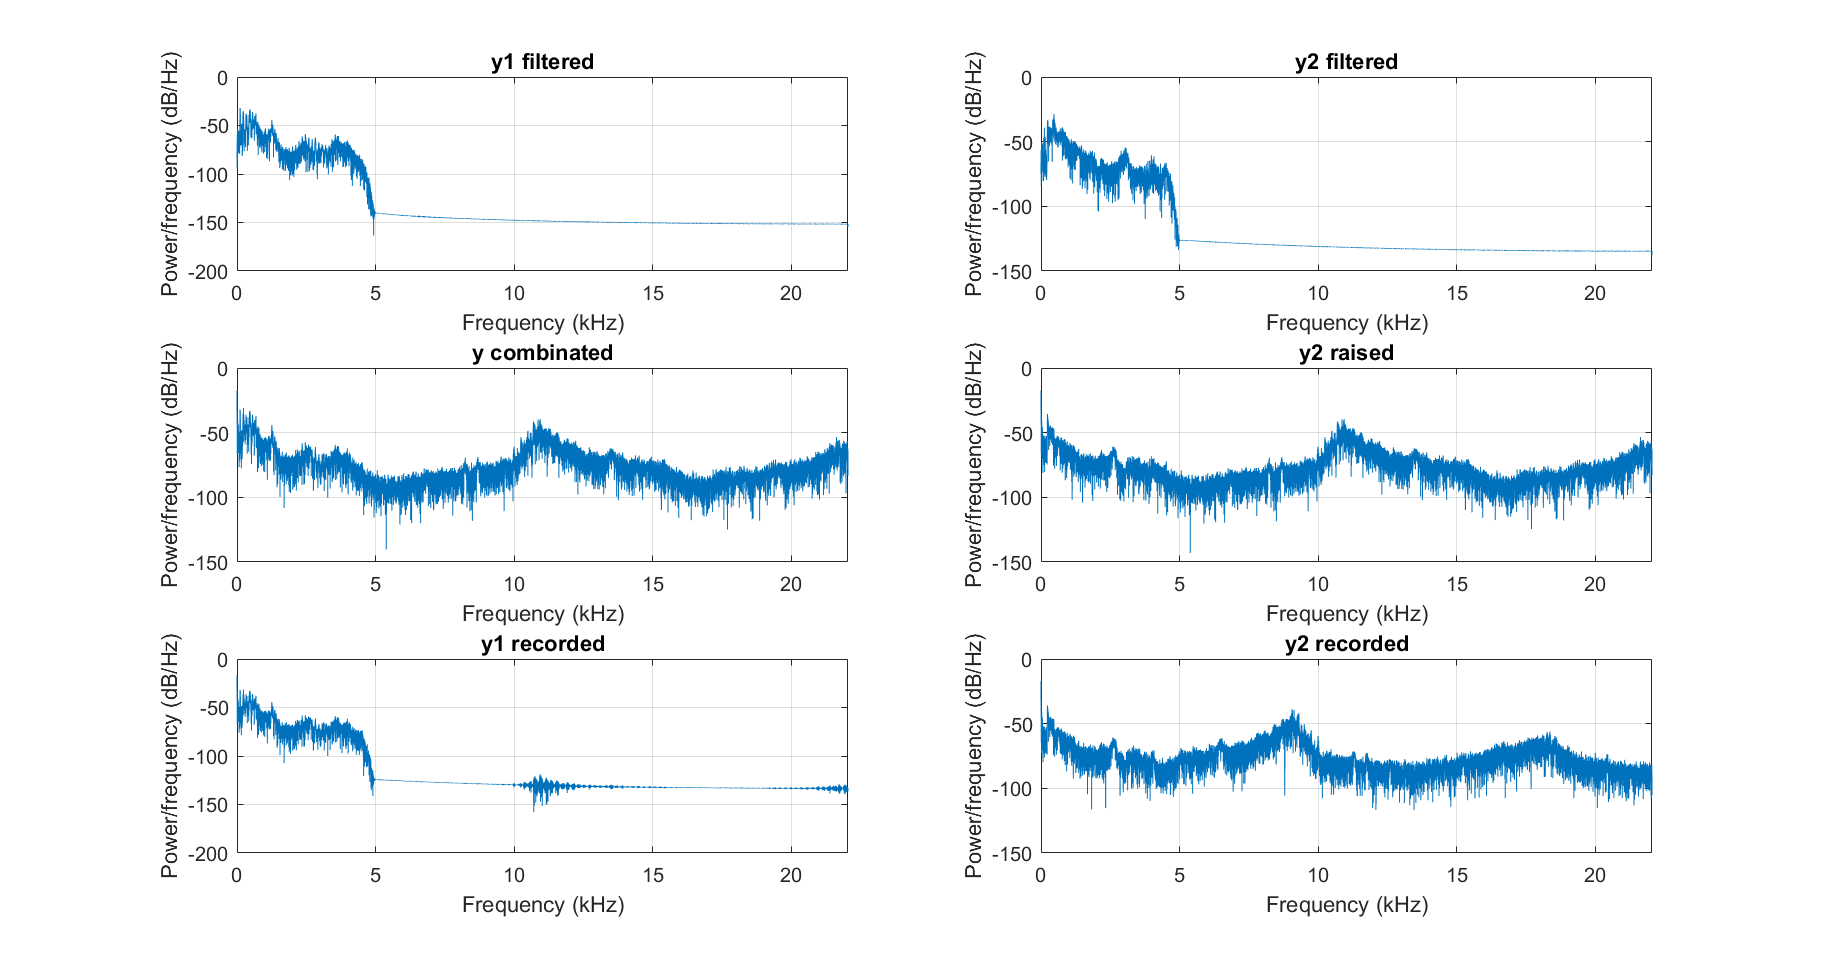 y1 filtered
Power/frequency (dB/Hz)
0
-50
-100
-150
-200
0 5 10 15 20
Frequency (kHz)
y2 filtered
Power/frequency (dB/Hz)
0
-50
-100
-150
0 5 10 15 20
Frequency (kHz)
y combinated
Power/frequency (dB/Hz)
0
-50
-100
-150
0 5 10 15 20
Frequency (kHz)
y2 raised
Power/frequency (dB/Hz)
0
-50
-100
-150
0 5 10 15 20
Frequency (kHz)
y1 recorded
Power/frequency (dB/Hz)
0
-50
-100
-150
-200
0 5 10 15 20
Frequency (kHz)
y2 recorded
Power/frequency (dB/Hz)
0
-50
-100
-150
0 5 10 15 20
Frequency (kHz)